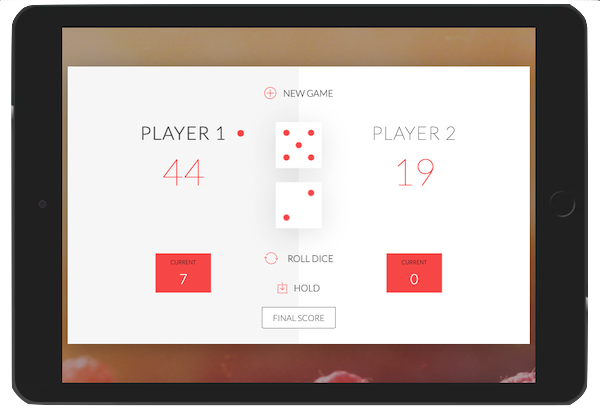 NEW GAME
PLAYER 1
PLAYER 2
44
19
CURRENT
7
CURRENT
0
ROLL DICE
HOLD
FINAL SCORE